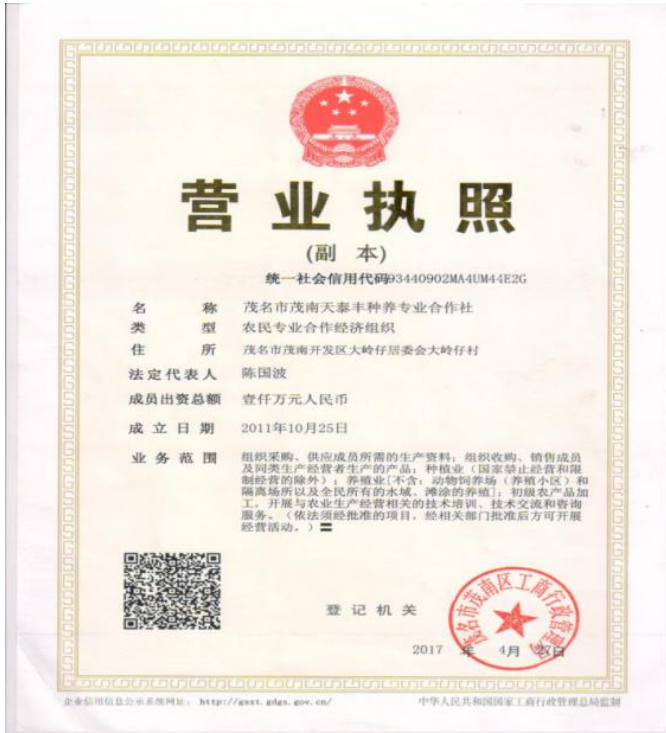 营业执照
(副 本)
统一社会信用代码93440902MA4UM44E2G
名 称 茂名市茂南天泰丰种养专业合作社
类 型 农民专业合作经济组织
住 所 茂名市茂南开发区大岭仔居委会大岭仔村
法定代表人 陈国波
成员出资总额 壹仟万元人民币
成立日期 2011年10月25日
业务范围 组织采购、供应成员所需的生产资料；组织收购、销售成员
及同类生产经营者生产的产品；种植业（国家禁止经营和限
制经营的除外）；养殖业[不含：动物饲养场（养殖小区）和
隔离场所以及全民所有的水域、滩涂的养殖]；初级农产品加
工，开展与农业生产经营相关的技术培训、技术交流和咨询
服务。（依法须经批准的项目，经相关部门批准后方可开展
经营活动。）〓
茂名市茂南区工商行政管理局
登记机关
2017 年 4月 27日
企业信用信息公示系统网址： http://gsxt.gdgs.gov.cn/
中华人民共和国国家工商行政管理总局监制